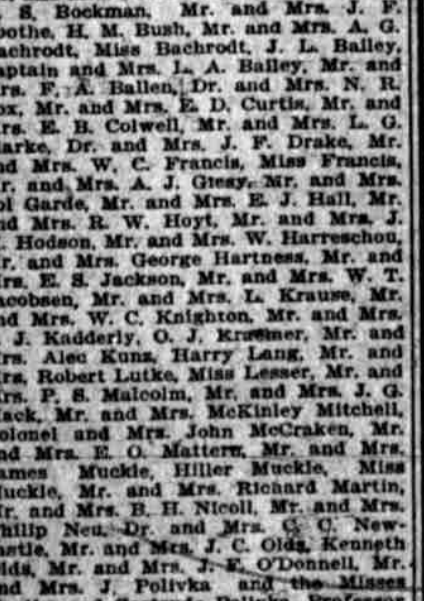 S. Bockman, Mr. and Mrs. J. F.
oothe, H. M. Bush, Mr. and Mrs. A. G.
achrodt, Miss Bachrodt, J. L. Bailey,
aptain and Mrs. L. A. Bailey, Mr. and
rs. F. A. Ballen, Dr. and Mrs. N. R.
ox, Mr. and Mrs. E. D. Curtis, Mr. and
rs. E. B. Colwell, Mr. and Mrs. L. G.
larke, Dr. and Mrs. J. F. Drake, Mr.
nd Mrs. W. C. Francis, Miss Francis,
r. and Mrs. A. J. Giesy, Mr. and Mrs.
ol Garde, Mr. and Mrs. E. J. Hall, Mr.
nd Mrs. R. W. Hoyt, Mr. and Mrs. J.
. Hodson, Mr. and Mrs. W. Harreschou,
r. and Mrs. George Hartness, Mr. and
rs. E. S. Jackson, Mr. and Mrs. W. T.
acobsen, Mr. and Mrs. L. Krause, Mr.
nd Mrs. W. C. Knighton, Mr. and Mrs.
. J. Kadderly, O. J. Kraemer, Mr. and
rs. Alec Kunz, Harry Lang, Mr. and
rs. Robert Lutke, Miss Lesser, Mr. and
rs. P. S. Malcolm, Mr. and Mrs. J. G.
ack, Mr. and Mrs. McKinley Mitchell,
olonel and Mrs. John McCraken, Mr.
nd Mrs. E. O. Mattern, Mr. and Mrs.
ames Muckle, Hiller Muckle, Miss
uckle, Mr. and Mrs. Richard Martin,
r. and Mrs. B. H. Nicoll, Mr. and Mrs.
hilip Neu, Dr. and Mrs. C. C. New-
astle, Mr. and Mrs. J. C. Olds, Kenneth
lds, Mr. and Mrs. J. E. O'Donnell, Mr.
nd Mrs. J. Polivka and the Misses
Polivka, Professor